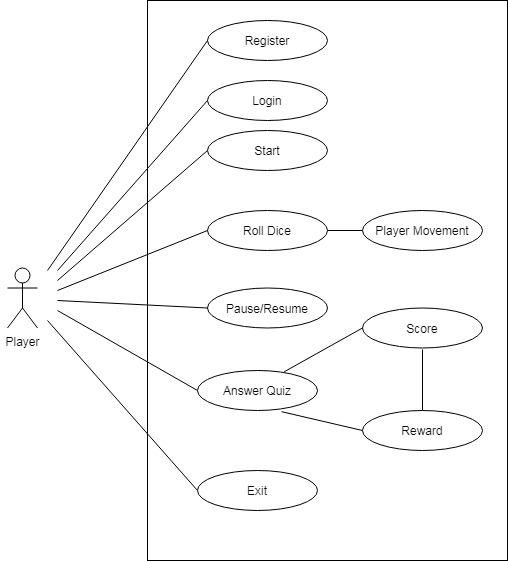 Register
Login
Start
Roll Dice
Player Movement
Pause/Resume
Score
Player
Answer Quiz
Reward
Exit